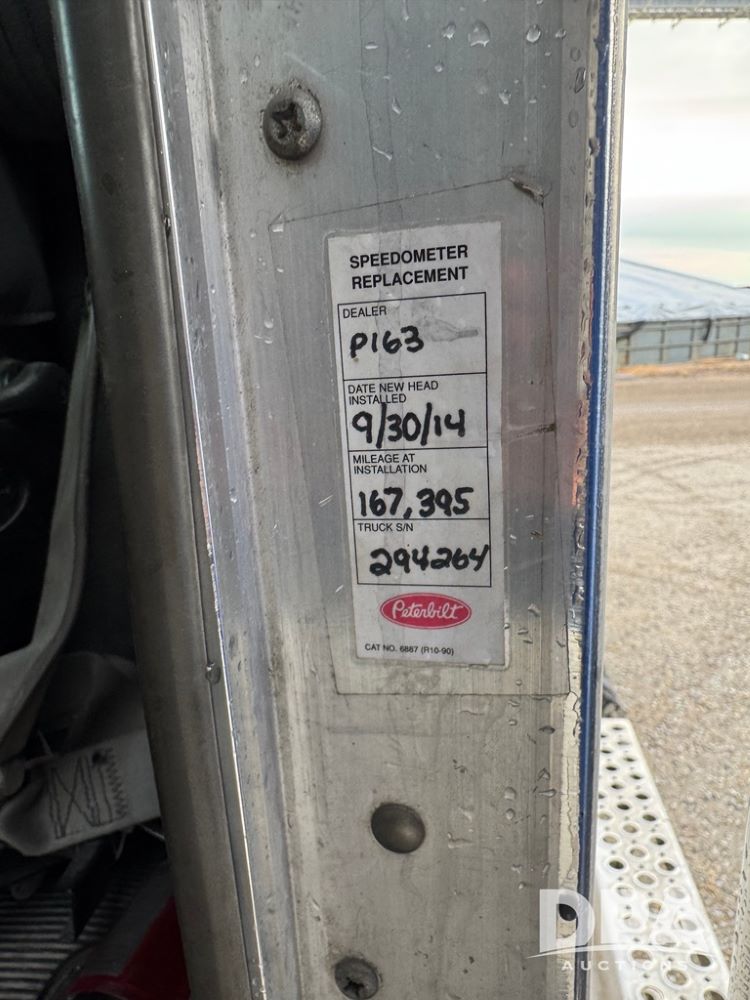 SPEEDOMETER
REPLACEMENT
DEALER
P163
DATE NEW HEAD
INSTALLED
9/30/14
MILEAGE AT
INSTALLATION
167,395
TRUCK S/N
294264
Peterbilt
CAT NO. 6887 (R10-90)
AUCTIONS